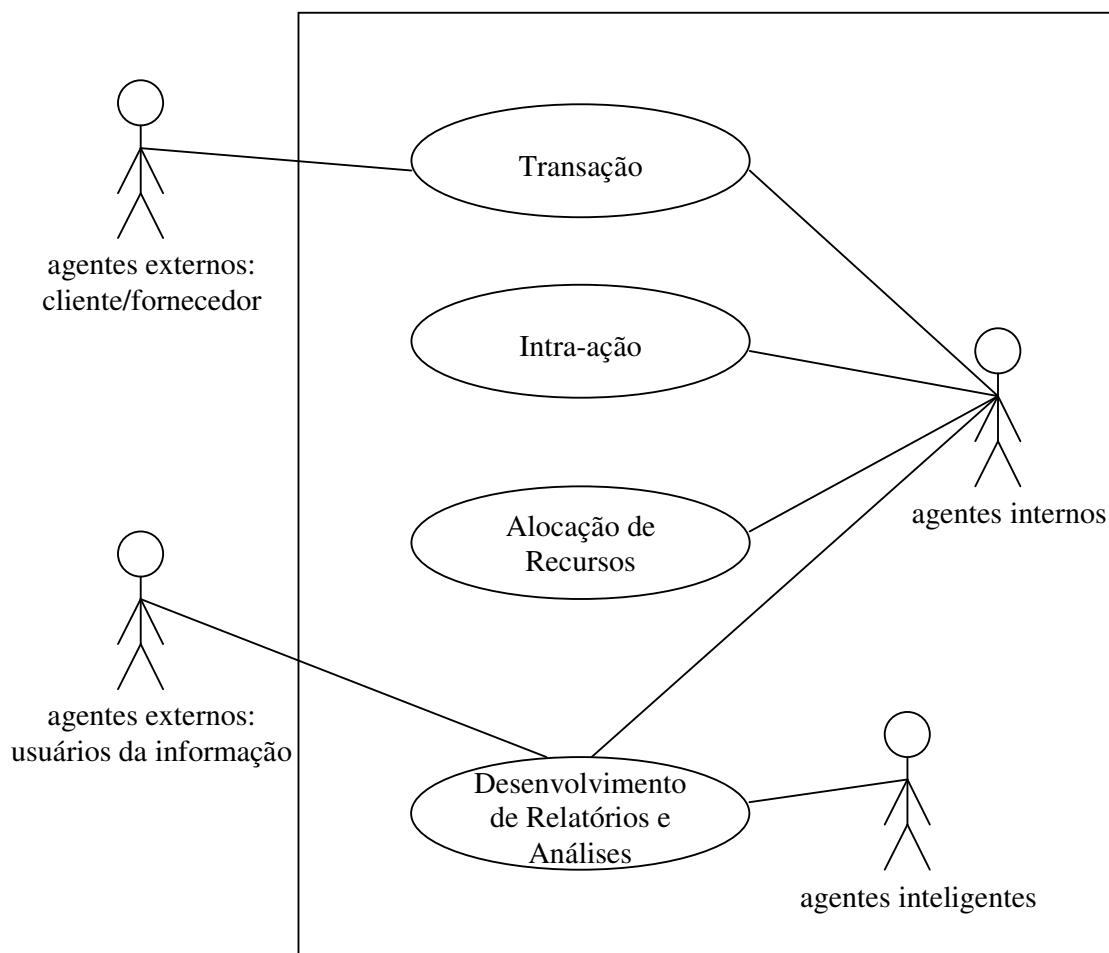 Transação
agentes externos:
cliente/fornecedor
Intra-ação
agentes internos
Alocação de
Recursos
agentes externos:
usuários da informação
Desenvolvimento
de Relatórios e
Análises
agentes inteligentes